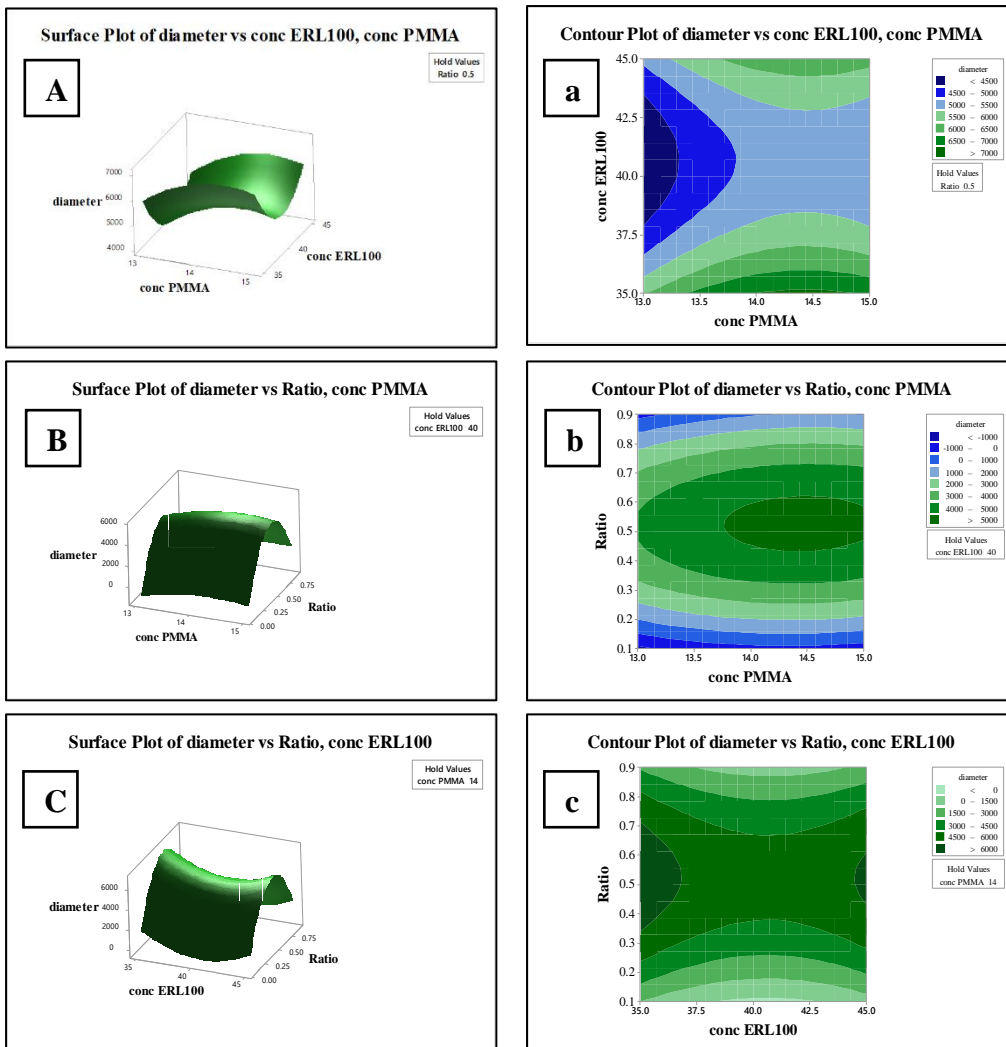 Surface Plot of diameter vs conc ERL100, conc PMMA
Hold Values
Ratio 0.5
A
7000
6000
diameter
5000
4000
13
14
15
conc PMMA
35
40
45
conc ERL100
Contour Plot of diameter vs conc ERL100, conc PMMA
a
45.0
42.5
40.0
37.5
35.0
conc ERL100
13.0 13.5 14.0 14.5 15.0
conc PMMA
diameter
< 4500
4500 – 5000
5000 – 5500
5500 – 6000
6000 – 6500
6500 – 7000
> 7000
Hold Values
Ratio 0.5
Surface Plot of diameter vs Ratio, conc PMMA
Hold Values
conc ERL100 40
B
6000
diameter
4000
2000
0
13
14
15
conc PMMA
0.00
0.25
0.50
0.75
Ratio
Contour Plot of diameter vs Ratio, conc PMMA
b
0.9
0.8
0.7
0.6
0.5
0.4
0.3
0.2
0.1
Ratio
13.0 13.5 14.0 14.5 15.0
conc PMMA
diameter
< -1000
-1000 – 0
0 – 1000
1000 – 2000
2000 – 3000
3000 – 4000
4000 – 5000
> 5000
Hold Values
conc ERL100 40
Surface Plot of diameter vs Ratio, conc ERL100
Hold Values
conc PMMA 14
C
6000
diameter
4000
2000
0
35
40
45
conc ERL100
0.00
0.25
0.50
0.75
Ratio
Contour Plot of diameter vs Ratio, conc ERL100
c
0.9
0.8
0.7
0.6
0.5
0.4
0.3
0.2
0.1
Ratio
35.0 37.5 40.0 42.5 45.0
conc ERL100
diameter
< 0
0 – 1500
1500 – 3000
3000 – 4500
4500 – 6000
> 6000
Hold Values
conc PMMA 14